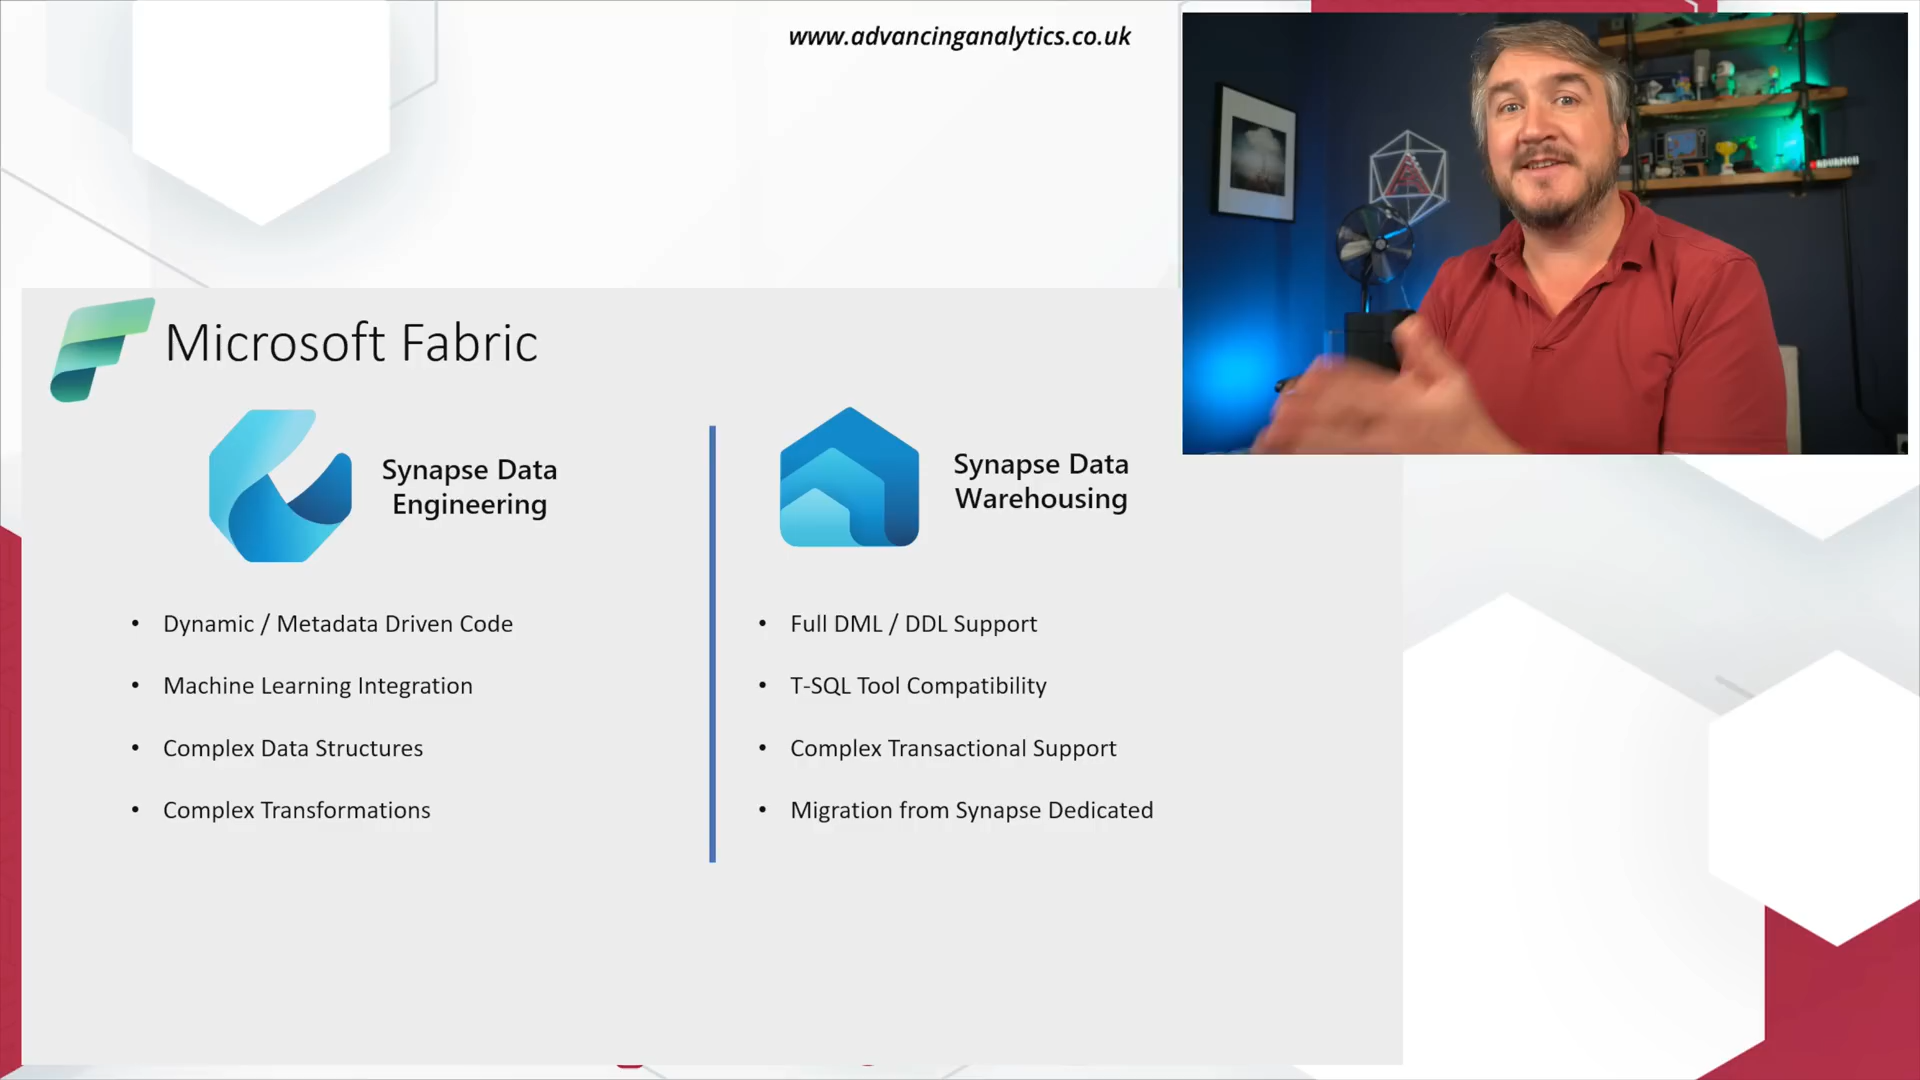 www.advancinganalytics.co.uk
Microsoft Fabric
Synapse Data
Engineering
• Dynamic / Metadata Driven Code
• Machine Learning Integration
• Complex Data Structures
• Complex Transformations
Synapse Data
Warehousing
• Full DML / DDL Support
• T-SQL Tool Compatibility
• Complex Transactional Support
• Migration from Synapse Dedicated